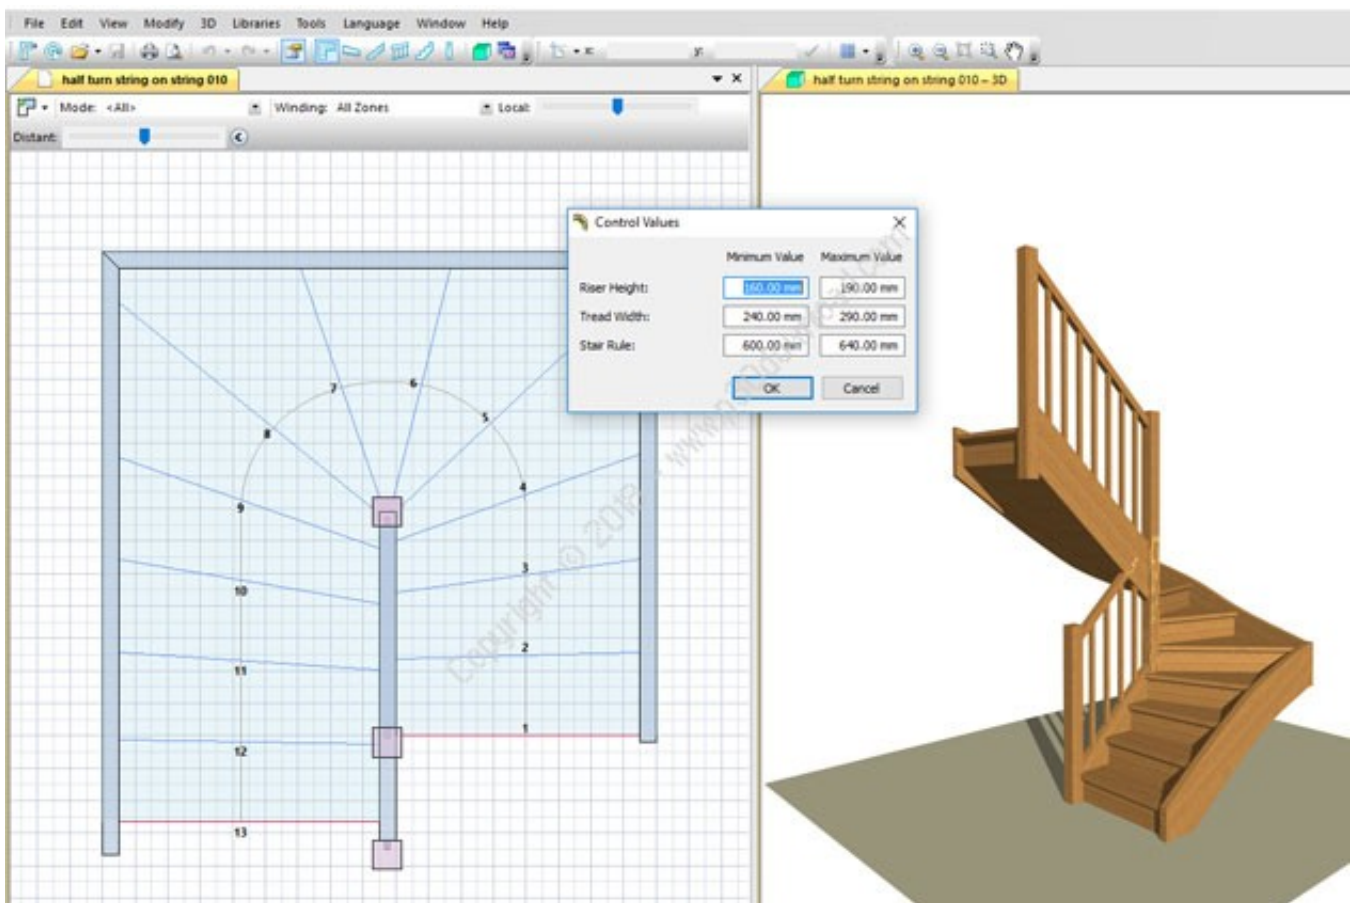 File Edit View Modify 3D Libraries Tools Language Window Help
x: y:
half turn string on string 010
half turn string on string 010 – 3D
Mode: <All> Winding: All Zones Local:
Distant:
Control Values
Minimum Value Maximum Value
Riser Height: 160.00 mm 190.00 mm
Tread Width: 240.00 mm 290.00 mm
Stair Rule: 600.00 mm 640.00 mm
OK Cancel
7 6
8 5
9 4
10 3
11 2
12 1
13
Copyright © 2018 - www.p30download.com